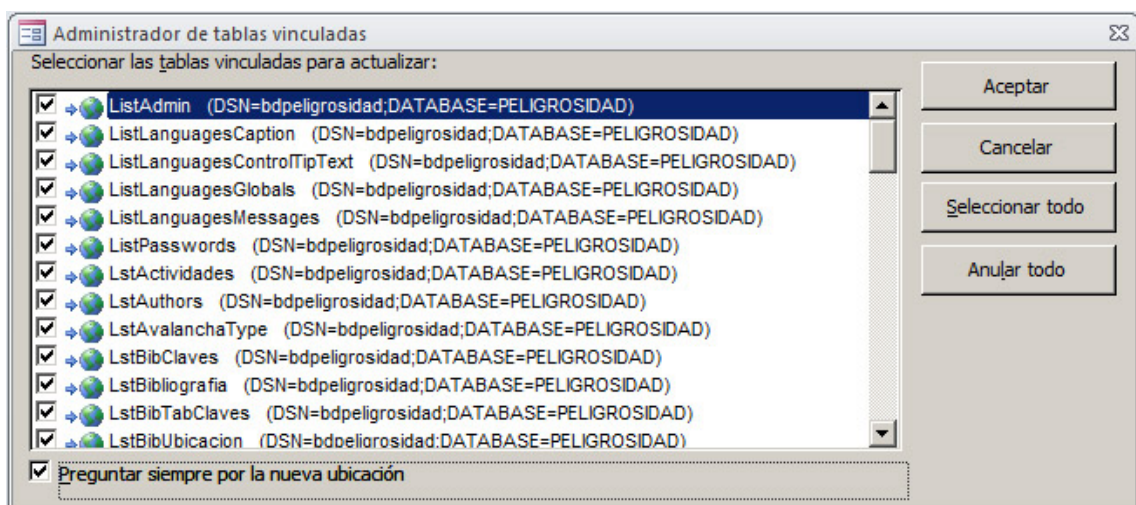 Administrador de tablas vinculadas
Seleccionar las tablas vinculadas para actualizar:
ListAdmin (DSN=bdpeligrosidad;DATABASE=PELIGROSIDAD)
ListLanguagesCaption (DSN=bdpeligrosidad;DATABASE=PELIGROSIDAD)
ListLanguagesControlTipText (DSN=bdpeligrosidad;DATABASE=PELIGROSIDAD)
ListLanguagesGlobals (DSN=bdpeligrosidad;DATABASE=PELIGROSIDAD)
ListLanguagesMessages (DSN=bdpeligrosidad;DATABASE=PELIGROSIDAD)
ListPasswords (DSN=bdpeligrosidad;DATABASE=PELIGROSIDAD)
LstActividades (DSN=bdpeligrosidad;DATABASE=PELIGROSIDAD)
LstAuthors (DSN=bdpeligrosidad;DATABASE=PELIGROSIDAD)
LstAvalanchaType (DSN=bdpeligrosidad;DATABASE=PELIGROSIDAD)
LstBibClaves (DSN=bdpeligrosidad;DATABASE=PELIGROSIDAD)
LstBibliografia (DSN=bdpeligrosidad;DATABASE=PELIGROSIDAD)
LstBibTabClaves (DSN=bdpeligrosidad;DATABASE=PELIGROSIDAD)
LstBibUbicacion (DSN=bdpeligrosidad;DATABASE=PELIGROSIDAD)
Preguntar siempre por la nueva ubicación
Aceptar
Cancelar
Seleccionar todo
Anular todo